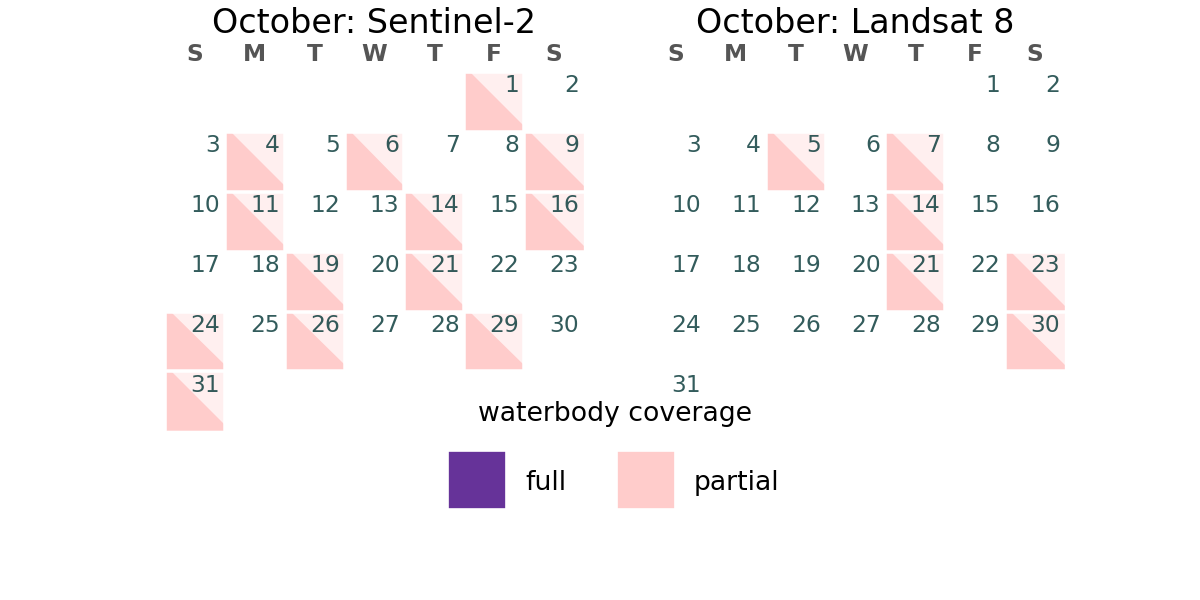 October: Sentinel-2
S M T W T F S
1 2
3 4 5 6 7 8 9
10 11 12 13 14 15 16
17 18 19 20 21 22 23
24 25 26 27 28 29 30
31
October: Landsat 8
S M T W T F S
1 2
3 4 5 6 7 8 9
10 11 12 13 14 15 16
17 18 19 20 21 22 23
24 25 26 27 28 29 30
31
waterbody coverage
full partial